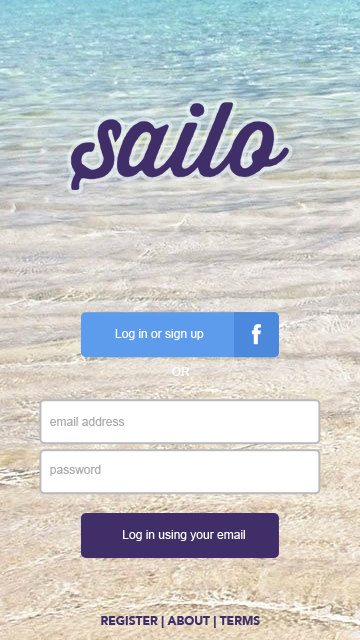 sailo
Log in or sign up f
OR
email address
password
Log in using your email
REGISTER | ABOUT | TERMS